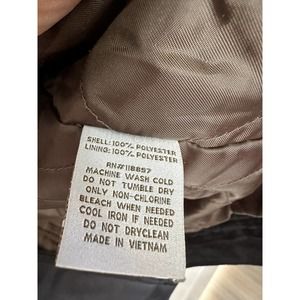 SHELL: 100% POLYESTER
LINING: 100% POLYESTER
RN#118857
MACHINE WASH COLD
DO NOT TUMBLE DRY
ONLY NON-CHLORINE
BLEACH WHEN NEEDED
COOL IRON IF NEEDED
DO NOT DRYCLEAN
MADE IN VIETNAM